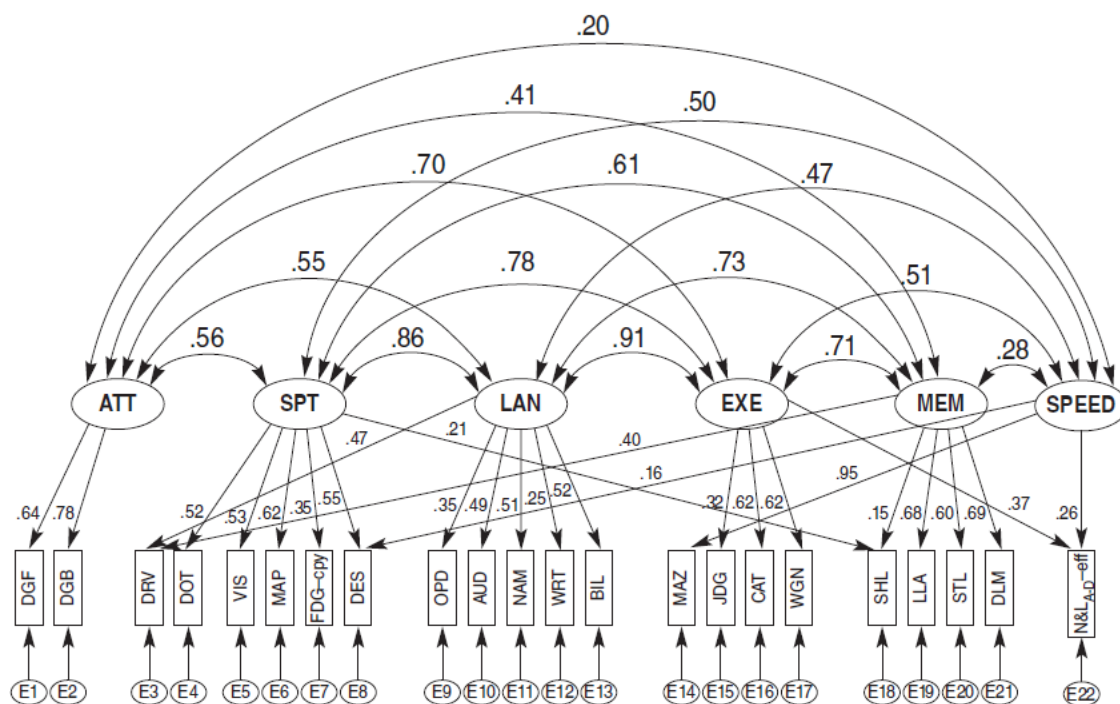 .20
.41 .50
.70 .61 .47
.55 .78 .73 .51
.56 .86 .91 .71 .28
ATT SPT LAN EXE MEM SPEED
.47 .21 .40 .16 .95 .37
.64 .78 .52 .53 .62 .35 .55 .35 .49 .51 .25 .52 .32 .62 .62 .15 .68 .60 .69 .26
DGF DGB DRV DOT VIS MAP FDG–cpy DES OPD AUD NAM WRT BIL MAZ JDG CAT WGN SHL LLA STL DLM N&LA-D–eff
E1 E2 E3 E4 E5 E6 E7 E8 E9 E10 E11 E12 E13 E14 E15 E16 E17 E18 E19 E20 E21 E22